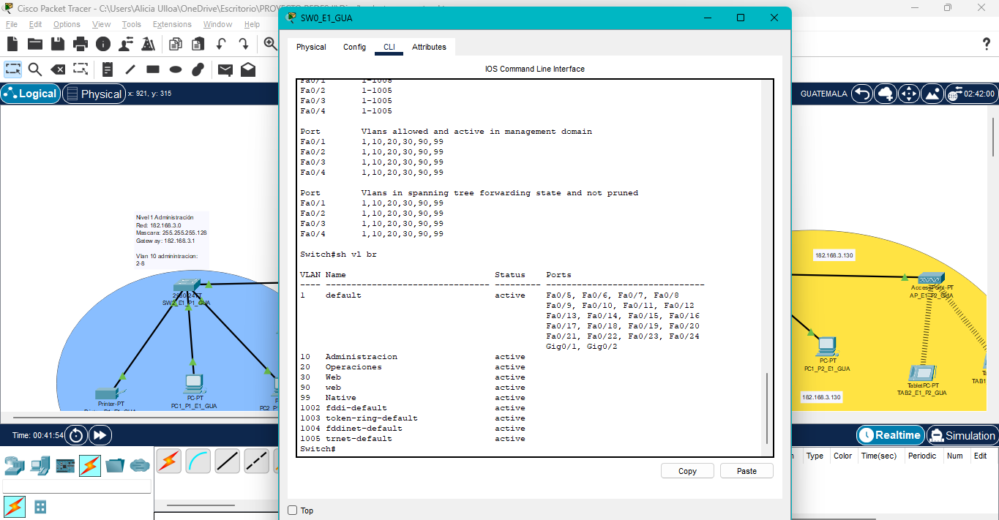 Cisco Packet Tracer - C:\Users\Alicia Ulloa\OneDrive\Escritorio\PROYECTO REDES II\
File Edit Options View Tools Extensions Window Help
Logical
Physical
x: 921, y: 315
GUATEMALA
02:42:00
SW0_E1_GUA
Physical Config CLI Attributes
IOS Command Line Interface
Fa0/1 1-1005
Fa0/2 1-1005
Fa0/3 1-1005
Fa0/4 1-1005
Port Vlans allowed and active in management domain
Fa0/1 1,10,20,30,90,99
Fa0/2 1,10,20,30,90,99
Fa0/3 1,10,20,30,90,99
Fa0/4 1,10,20,30,90,99
Port Vlans in spanning tree forwarding state and not pruned
Fa0/1 1,10,20,30,90,99
Fa0/2 1,10,20,30,90,99
Fa0/3 1,10,20,30,90,99
Fa0/4 1,10,20,30,90,99
Switch#sh vl br
VLAN Name Status Ports
---- -------------------------------- --------- -------------------------------
1 default active Fa0/5, Fa0/6, Fa0/7, Fa0/8
Fa0/9, Fa0/10, Fa0/11, Fa0/12
Fa0/13, Fa0/14, Fa0/15, Fa0/16
Fa0/17, Fa0/18, Fa0/19, Fa0/20
Fa0/21, Fa0/22, Fa0/23, Fa0/24
Gig0/1, Gig0/2
10 Administracion active
20 Operaciones active
30 Web active
90 web active
99 Native active
1002 fddi-default active
1003 token-ring-default active
1004 fddinet-default active
1005 trnet-default active
Switch#
Copy
Paste
Top
Nivel 1 Administración
Red: 182.168.3.0
Mascara: 255.255.255.128
Gateway: 182.168.3.1
Vlan 10 adminintracion:
2-8
2950-24TT
SW2_E1_P1_GUA
Printer-PT
PC-PT
PC1_P1_E1_GUA
182.168.3.130
AccessPoint-PT
AP_E1_P2_GUA
PC-PT
PC1_P2_E1_GUA
TabletPC-PT
TAB2_E1_P2_GUA
TAB1
182.168.3.130
Time: 00:41:54
Realtime
Simulation
Type Color Time(sec) Periodic Num Edit